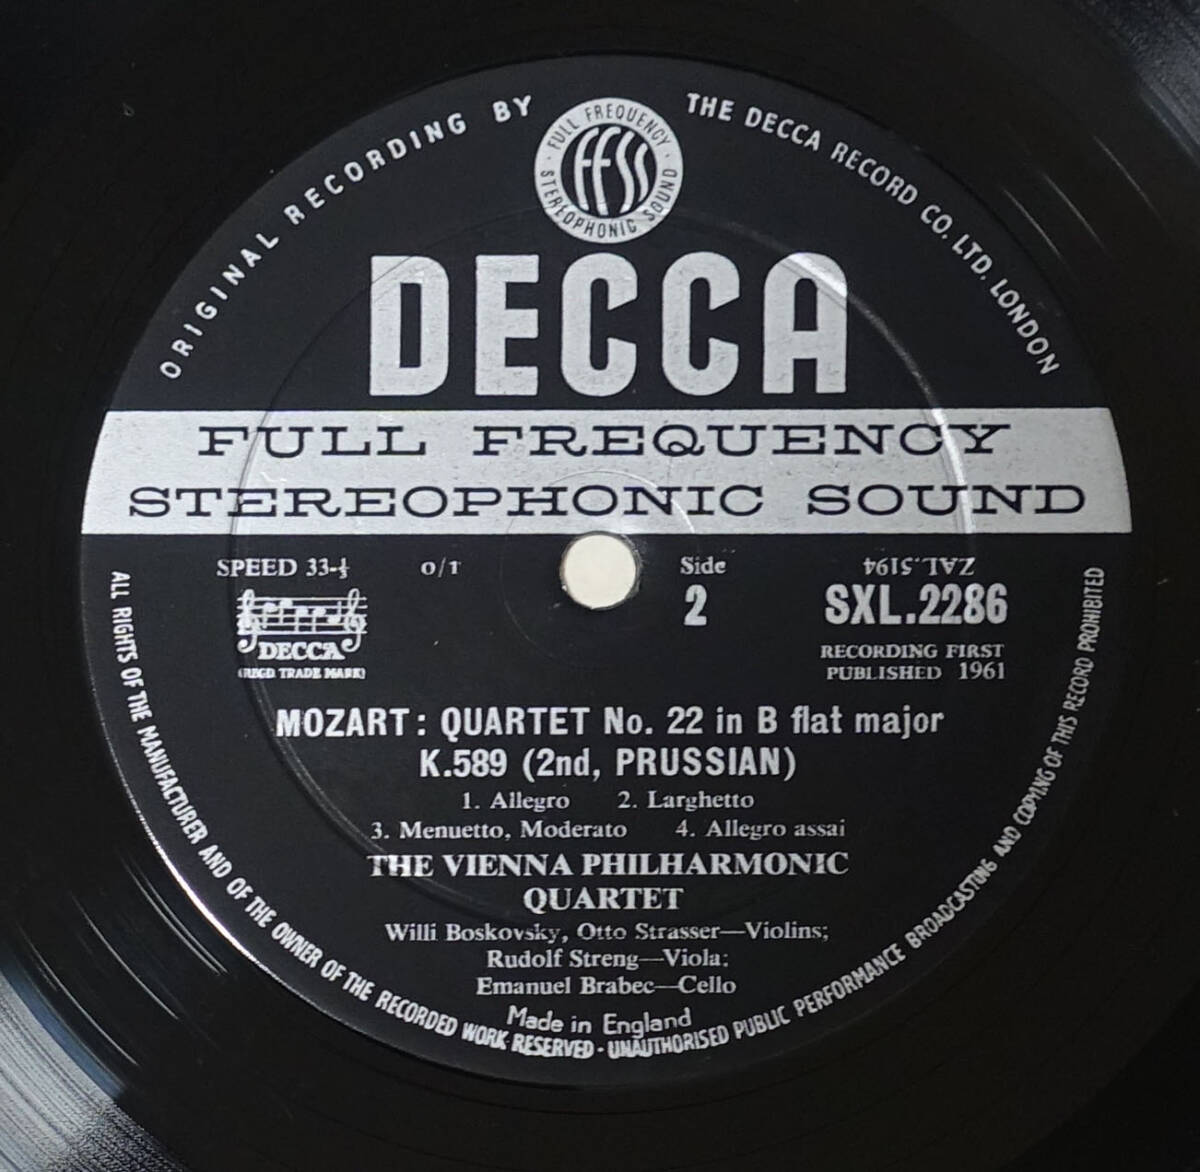 ORIGINAL RECORDING BY THE DECCA RECORD CO. LTD. LONDON
FULL FREQUENCY
FFSS
STEREOPHONIC SOUND
DECCA
FULL FREQUENCY
STEREOPHONIC SOUND
SPEED 33-⅓ O/T Side ZAL.5194
2 SXL.2286
DECCA
(REGD. TRADE MARK)
RECORDING FIRST
PUBLISHED 1961
MOZART: QUARTET No. 22 in B flat major
K.589 (2nd, PRUSSIAN)
1. Allegro 2. Larghetto
3. Menuetto, Moderato 4. Allegro assai
THE VIENNA PHILHARMONIC
QUARTET
Willi Boskovsky, Otto Strasser—Violins;
Rudolf Streng—Viola;
Emanuel Brabec—Cello
Made in England
ALL RIGHTS OF THE MANUFACTURER AND OF THE OWNER OF THE RECORDED WORK RESERVED · UNAUTHORISED PUBLIC PERFORMANCE BROADCASTING AND COPYING OF THIS RECORD PROHIBITED